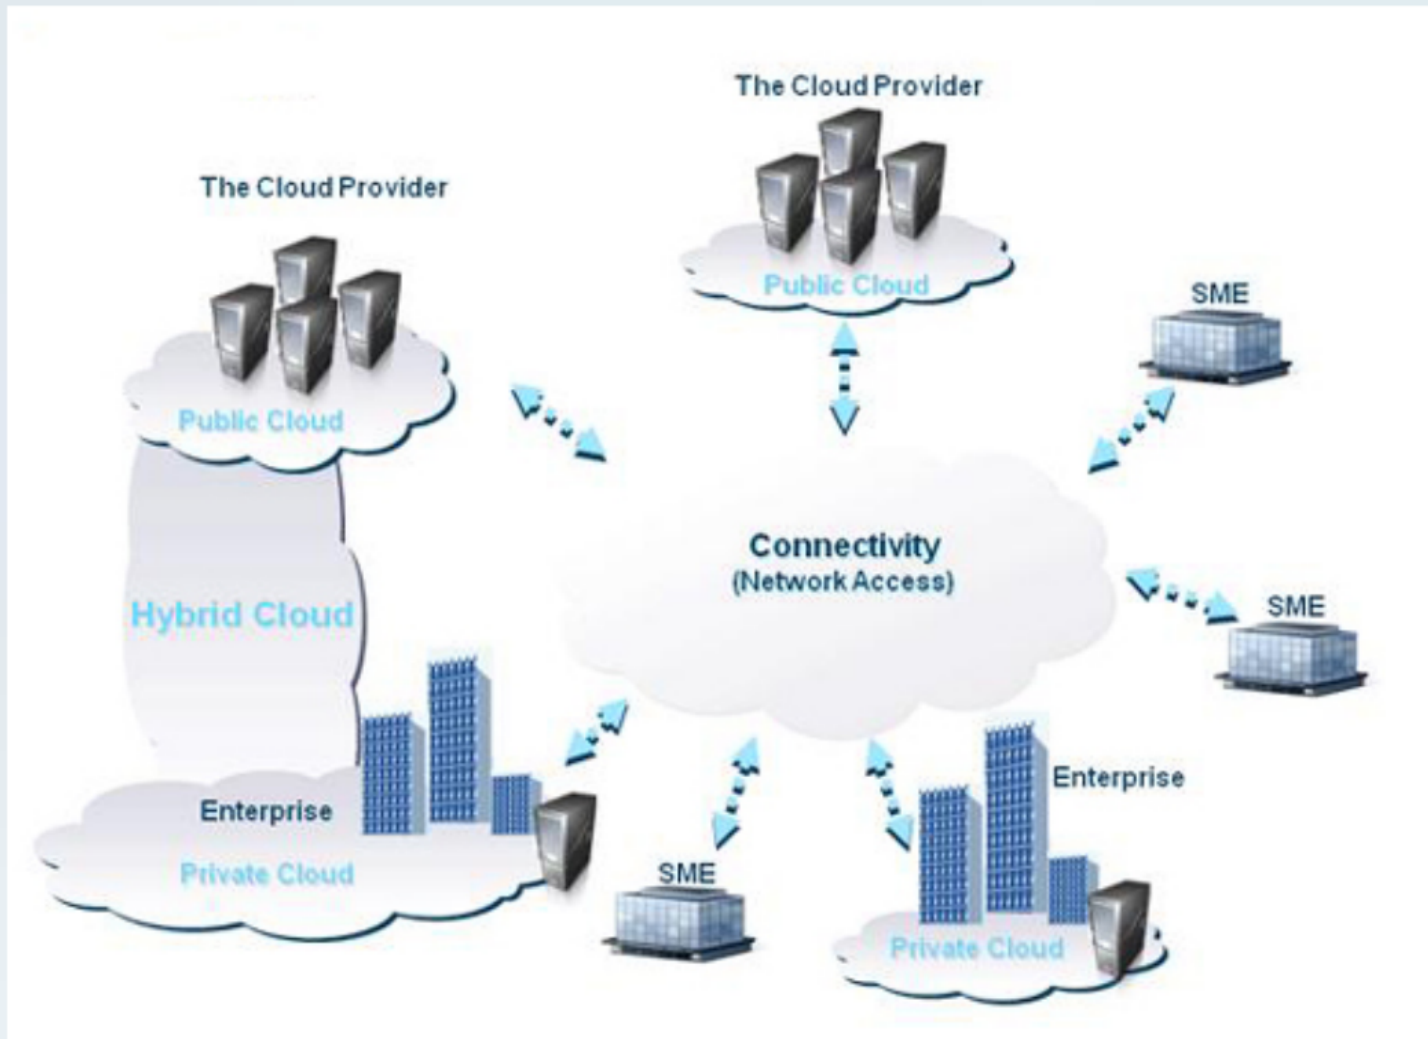 The Cloud Provider
Public Cloud
The Cloud Provider
Public Cloud
SME
Connectivity
(Network Access)
SME
Hybrid Cloud
Enterprise
Private Cloud
SME
Enterprise
Private Cloud